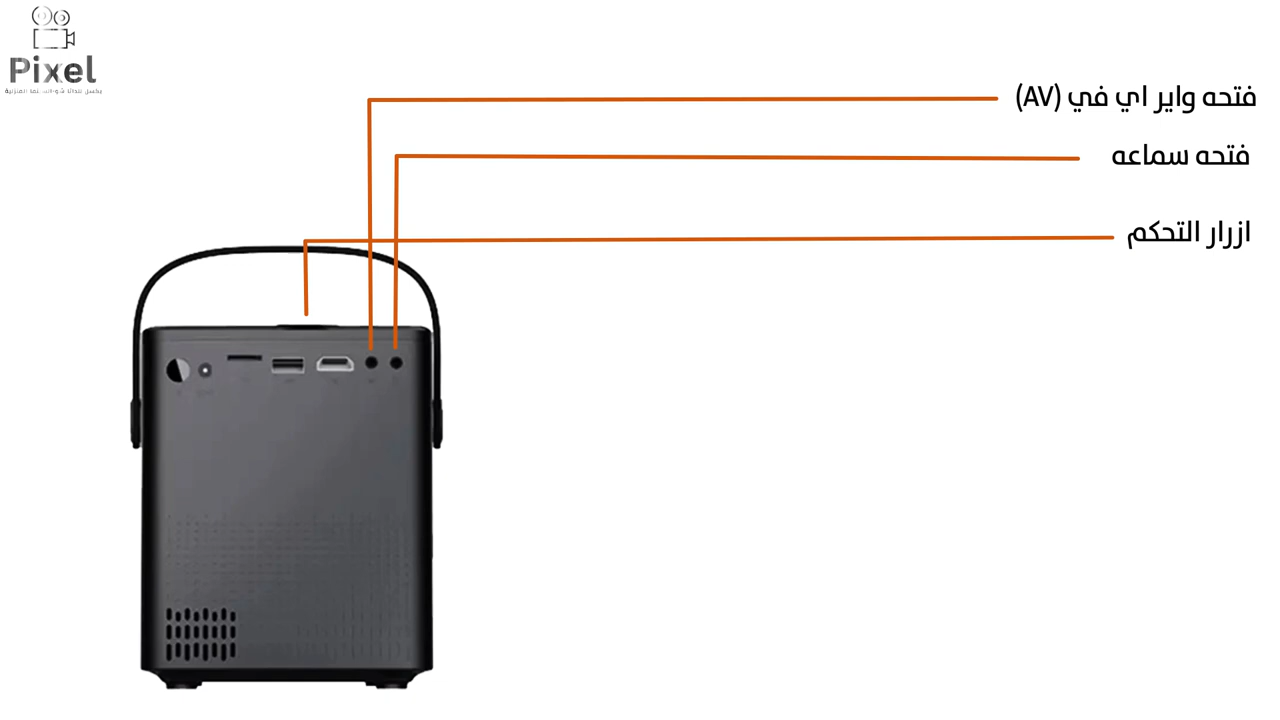 Pixel
فتحه واير اي في (AV)
فتحه سماعه
ازرار التحكم